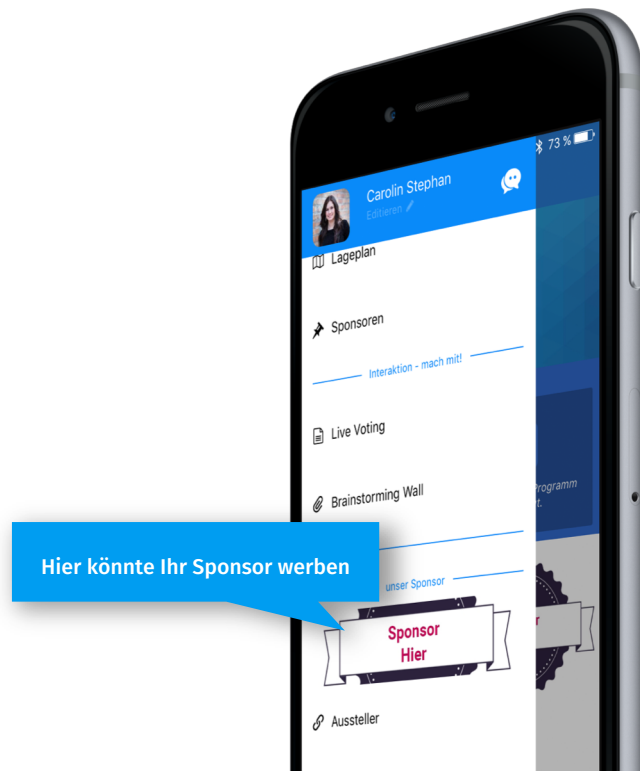 73 %
Carolin Stephan
Editieren
Lageplan
Sponsoren
Interaktion - mach mit!
Live Voting
Brainstorming Wall
Programm
t.
Hier könnte Ihr Sponsor werben
unser Sponsor
Sponsor
Hier
r
Aussteller